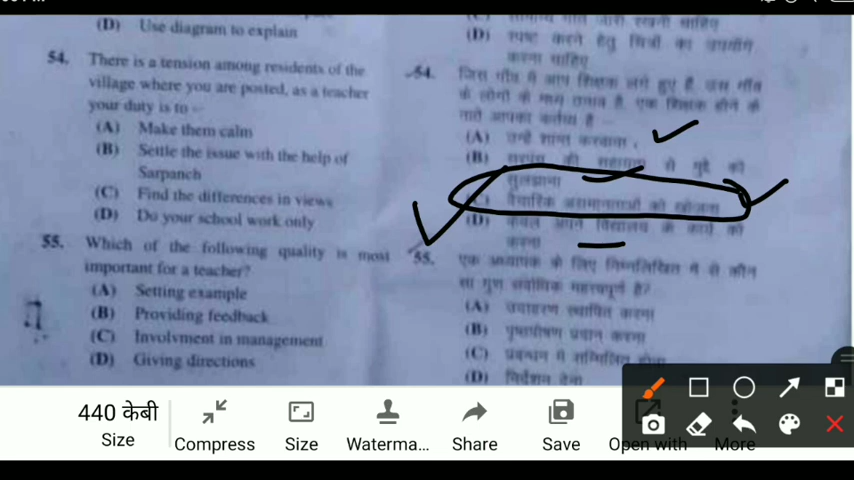 (D) Use diagram to explain
54. There is a tension among residents of the
village where you are posted, as a teacher
your duty is to –
(A) Make them calm
(B) Settle the issue with the help of
Sarpanch
(C) Find the differences in views
(D) Do your school work only
55. Which of the following quality is most
important for a teacher?
(A) Setting example
(B) Providing feedback
(C) Involvment in management
(D) Giving directions
(D) स्पष्ट करने हेतु चित्रों का उपयोग
करना चाहिए
54. जिस गाँव में आप शिक्षक लगे हुए हैं, उस गाँव
के लोगों के मध्य तनाव है, एक शिक्षक होने के
नाते आपका कर्तव्य है –
(A) उन्हें शान्त करवाना
(B) सरपंच की सहायता से मुद्दे को
सुलझाना
(C) वैचारिक असमानताओं को खोजना
(D) केवल अपने विद्यालय के कार्य को
करना
55. एक अध्यापक के लिए निम्नलिखित में से कौन
सा गुण सर्वाधिक महत्त्वपूर्ण है?
(A) उदाहरण स्थापित करना
(B) पृष्ठपोषण प्रदान करना
(C) प्रबन्धन में सम्मिलित होना
(D) निर्देशन देना
440 केबी
Size
Compress
Size
Waterma...
Share
Save
Open with
More